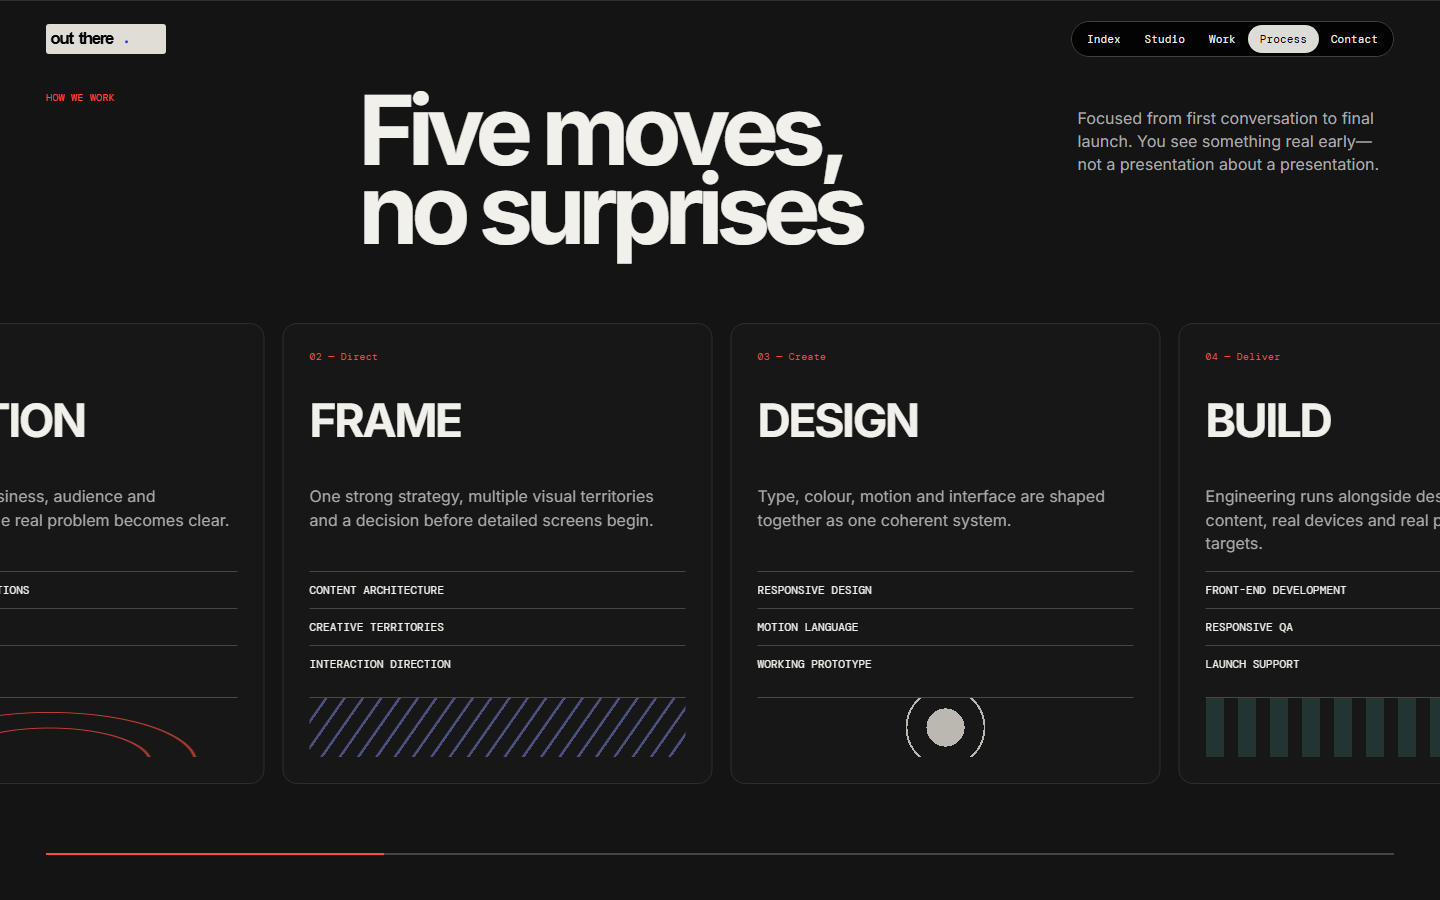 out there .
Index Studio Work Process Contact
HOW WE WORK
Five moves,
no surprises
Focused from first conversation to final
launch. You see something real early—
not a presentation about a presentation.
audience and
real problem becomes clear.
02 — Direct
FRAME
One strong strategy, multiple visual territories
and a decision before detailed screens begin.
CONTENT ARCHITECTURE
CREATIVE TERRITORIES
INTERACTION DIRECTION
03 — Create
DESIGN
Type, colour, motion and interface are shaped
together as one coherent system.
RESPONSIVE DESIGN
MOTION LANGUAGE
WORKING PROTOTYPE
04 — Deliver
BUILD
Engineering runs alongside
content, real devices and real
targets.
FRONT-END DEVELOPMENT
RESPONSIVE QA
LAUNCH SUPPORT